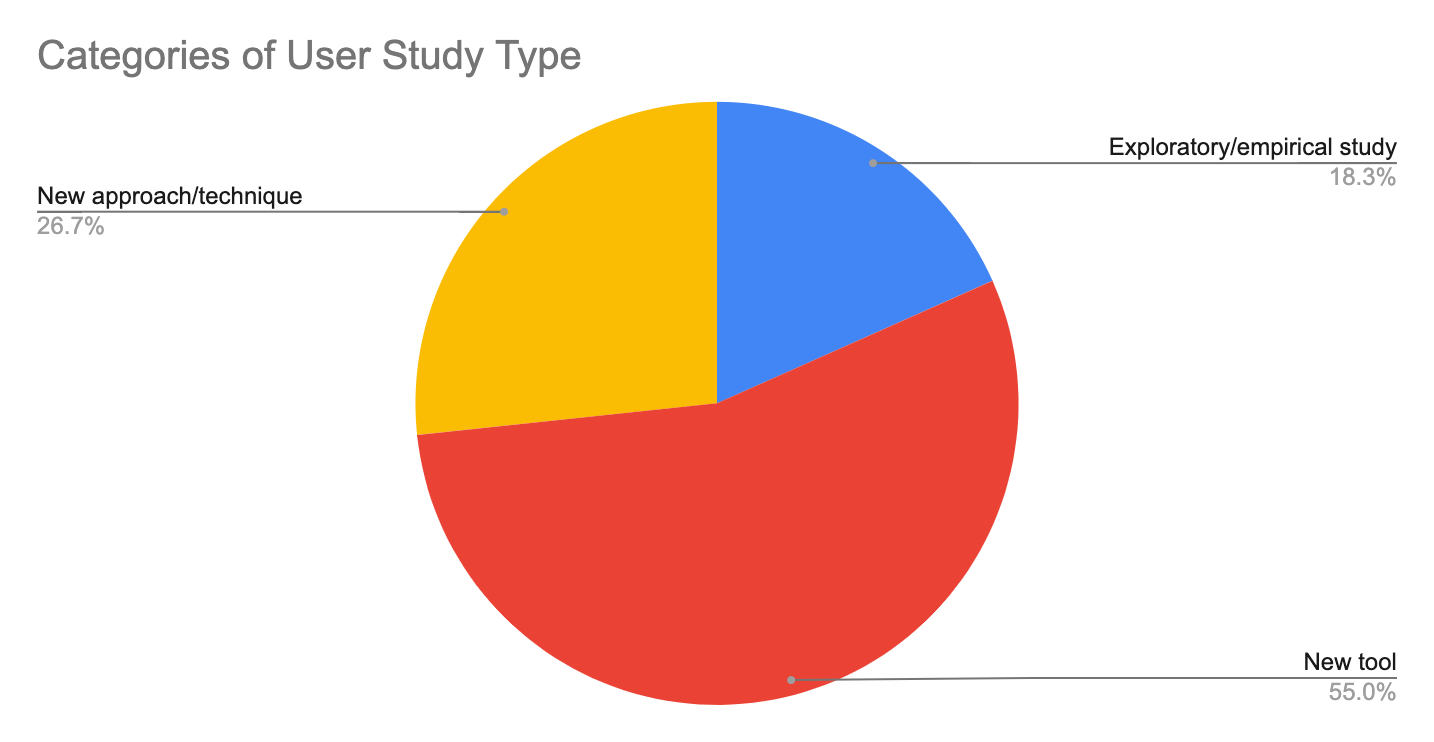 Categories of User Study Type
Exploratory/empirical study
18.3%
New approach/technique
26.7%
New tool
55.0%